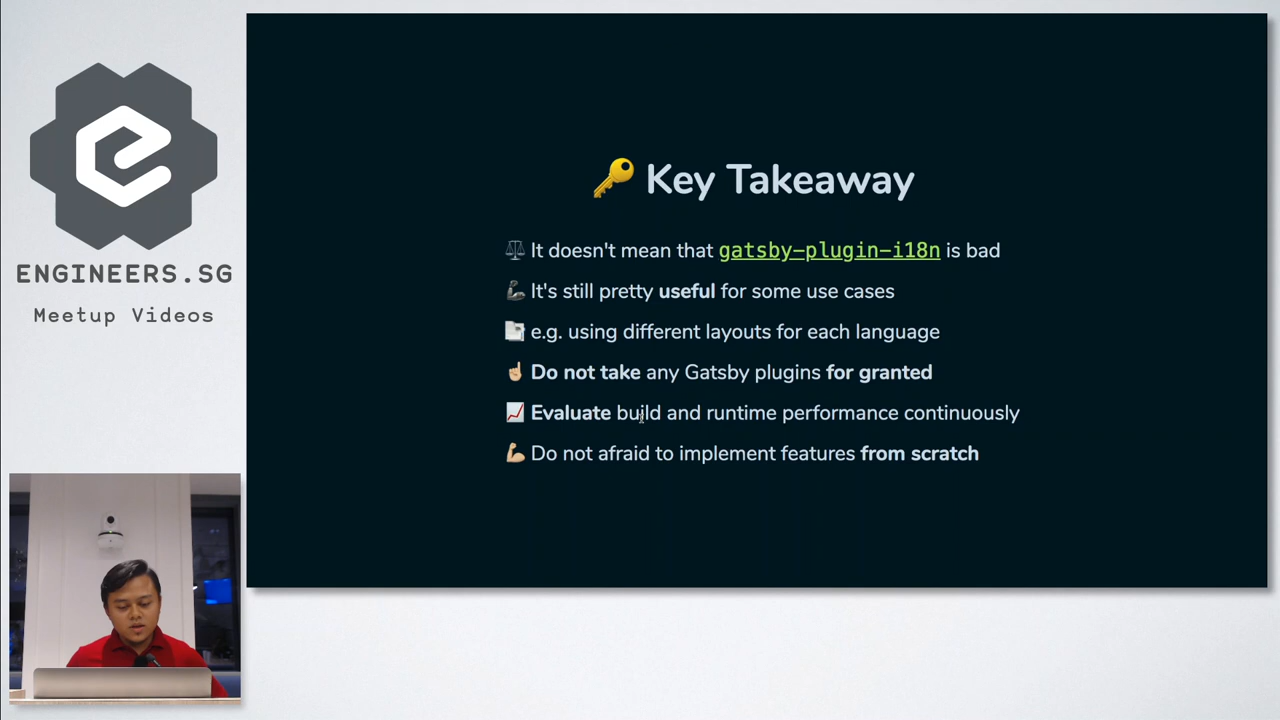 ENGINEERS.SG
Meetup Videos
🔑 Key Takeaway
⚖️ It doesn't mean that gatsby-plugin-i18n is bad
🦾 It's still pretty useful for some use cases
📑 e.g. using different layouts for each language
☝🏼 Do not take any Gatsby plugins for granted
📈 Evaluate build and runtime performance continuously
💪🏼 Do not afraid to implement features from scratch